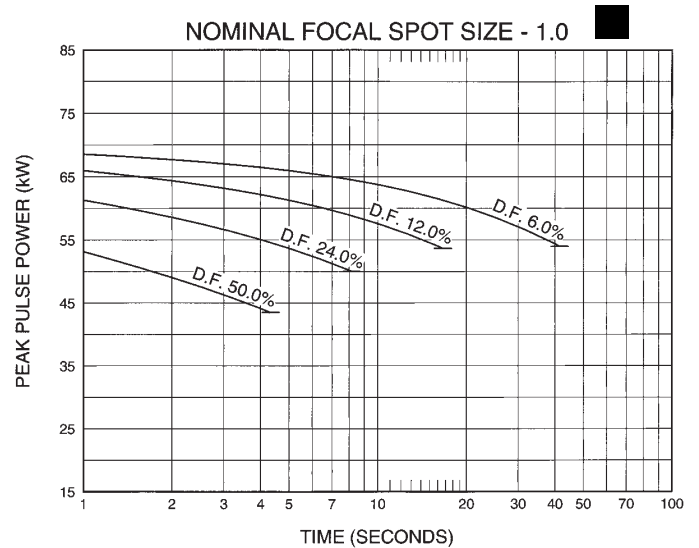 NOMINAL FOCAL SPOT SIZE - 1.0
PEAK PULSE POWER (kW)
85
75
65
55
45
35
25
15
D.F. 6.0%
D.F. 12.0%
D.F. 24.0%
D.F. 50.0%
1 2 3 4 5 7 10 20 30 40 50 70 100
TIME (SECONDS)